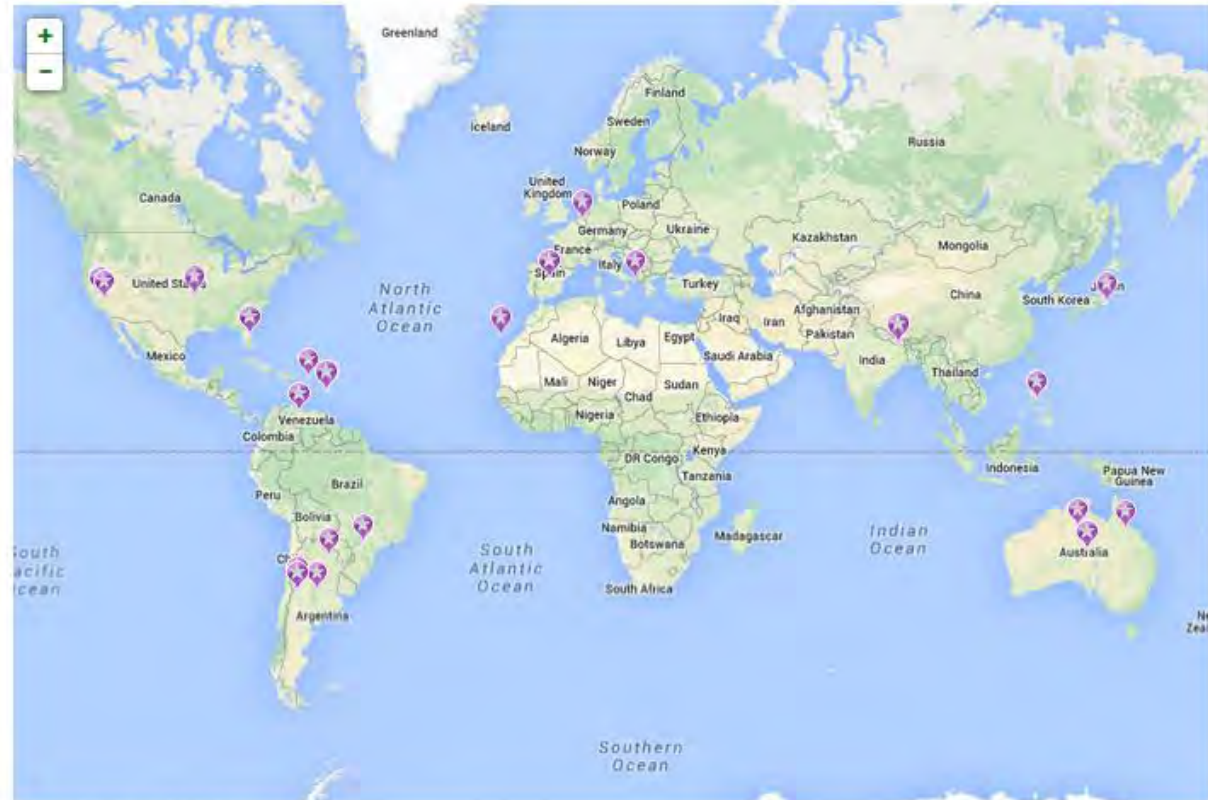 +
−
Greenland
Iceland
Finland
Sweden
Norway
Russia
United
Kingdom
Poland
Germany
Ukraine
France
Spain
Italy
Turkey
Kazakhstan
Mongolia
China
South Korea
Japan
Canada
United States
Mexico
North
Atlantic
Ocean
Algeria
Libya
Egypt
Iraq
Iran
Afghanistan
Pakistan
Saudi Arabia
India
Thailand
Mali
Niger
Chad
Sudan
Nigeria
Ethiopia
DR Congo
Kenya
Tanzania
Angola
Namibia
Botswana
Madagascar
South Africa
Venezuela
Colombia
Brazil
Peru
Bolivia
Argentina
South
Atlantic
Ocean
Indian
Ocean
Indonesia
Papua New
Guinea
Australia
Southern
Ocean